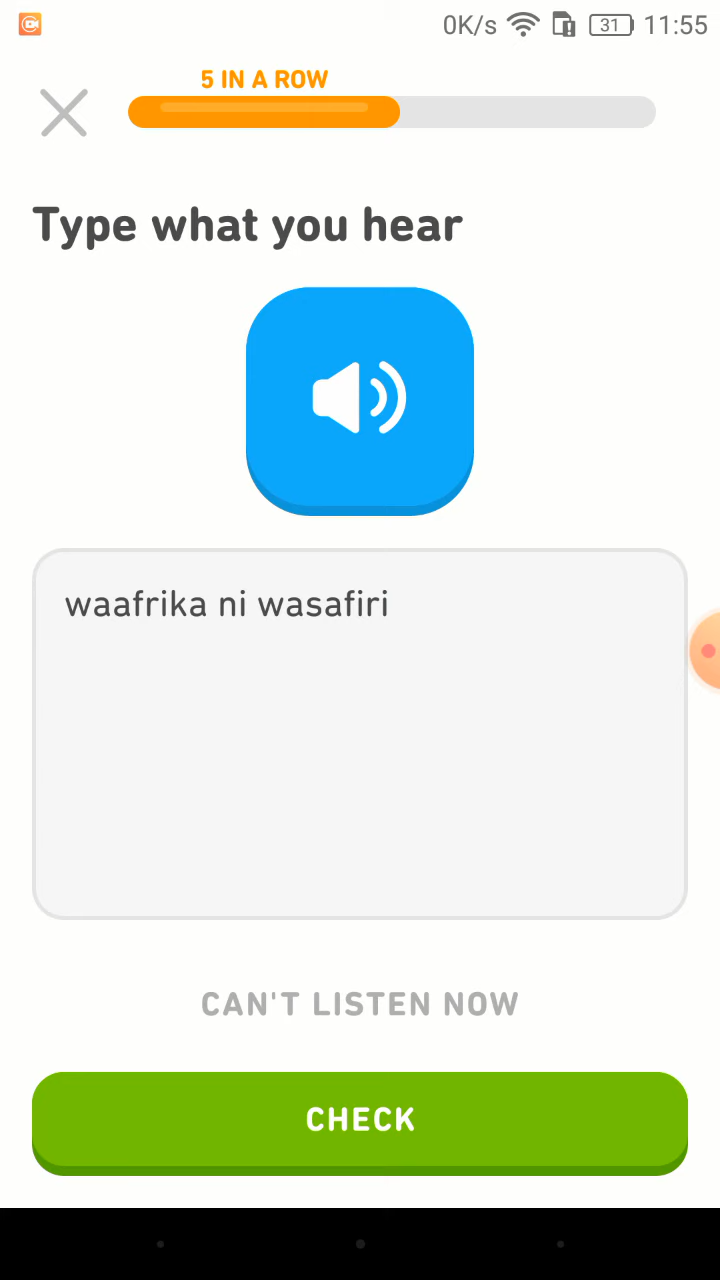 0K/s 31 11:55
5 IN A ROW
Type what you hear
waafrika ni wasafiri
CAN'T LISTEN NOW
CHECK